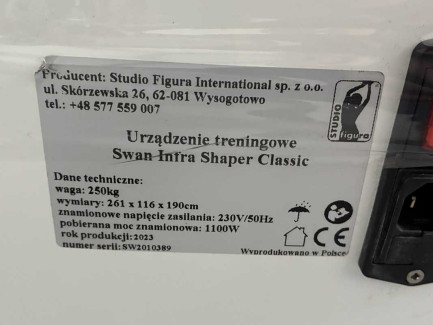 Producent: Studio Figura International sp. z o.o.
ul. Skórzewska 26, 62-081 Wysogotowo
tel.: +48 577 559 007
STUDIO
figura
Urządzenie treningowe
Swan Infra Shaper Classic
Dane techniczne:
waga: 250kg
wymiary: 261 x 116 x 190cm
znamionowe napięcie zasilania: 230V/50Hz
pobierana moc znamionowa: 1100W
rok produkcji: 2023
numer serii: SW2010389
CE
Wyprodukowano w Polsce